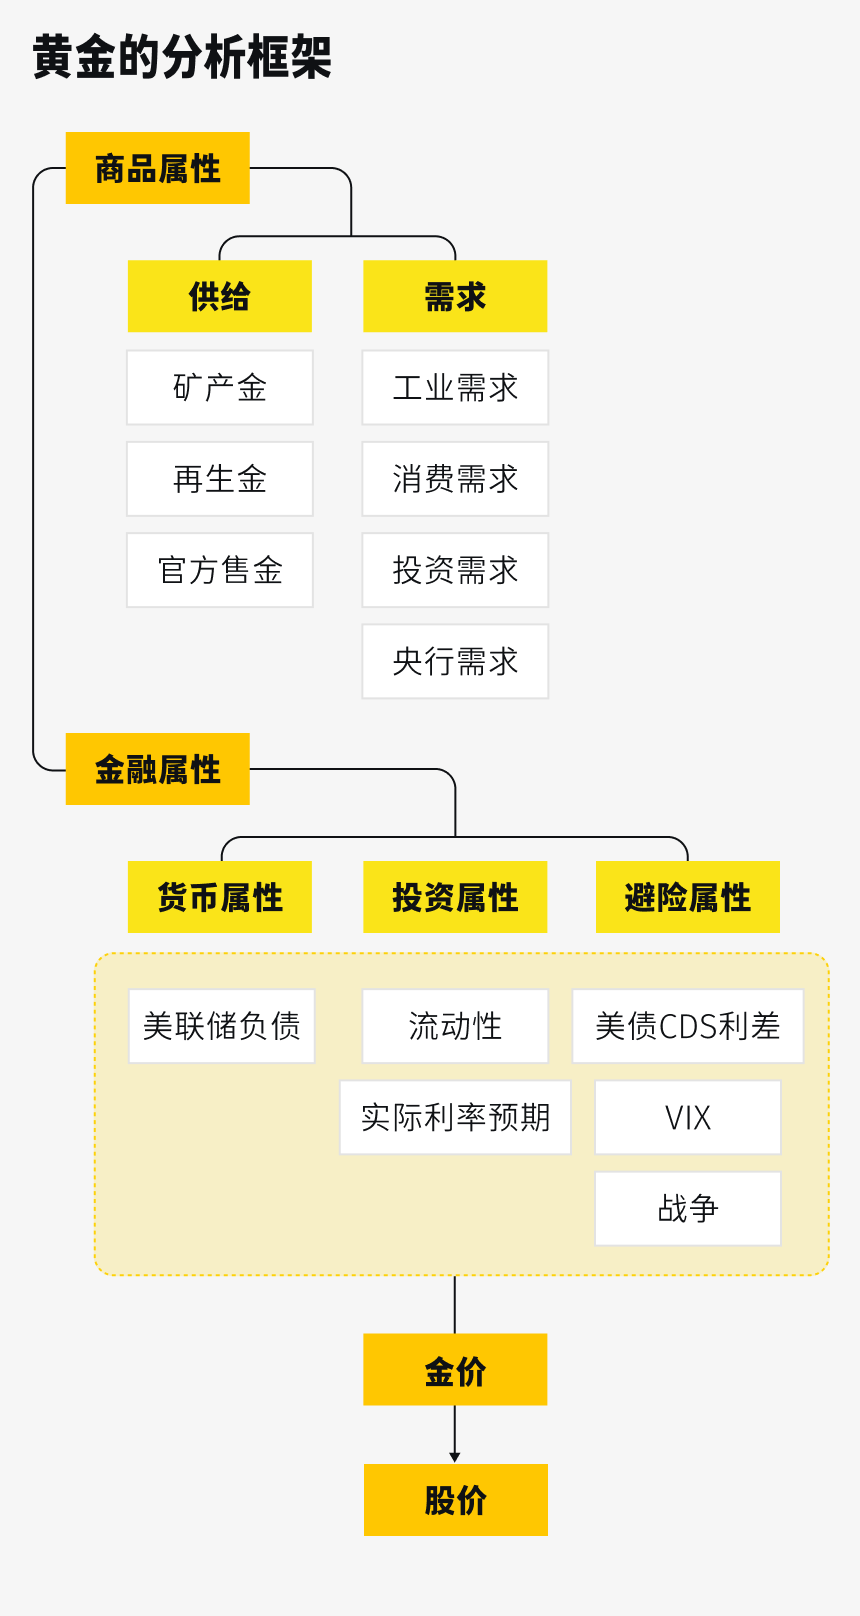 黄金的分析框架
商品属性
供给
需求
矿产金
工业需求
再生金
消费需求
官方售金
投资需求
央行需求
金融属性
货币属性
投资属性
避险属性
美联储负债
流动性
美债CDS利差
实际利率预期
VIX
战争
金价
股价